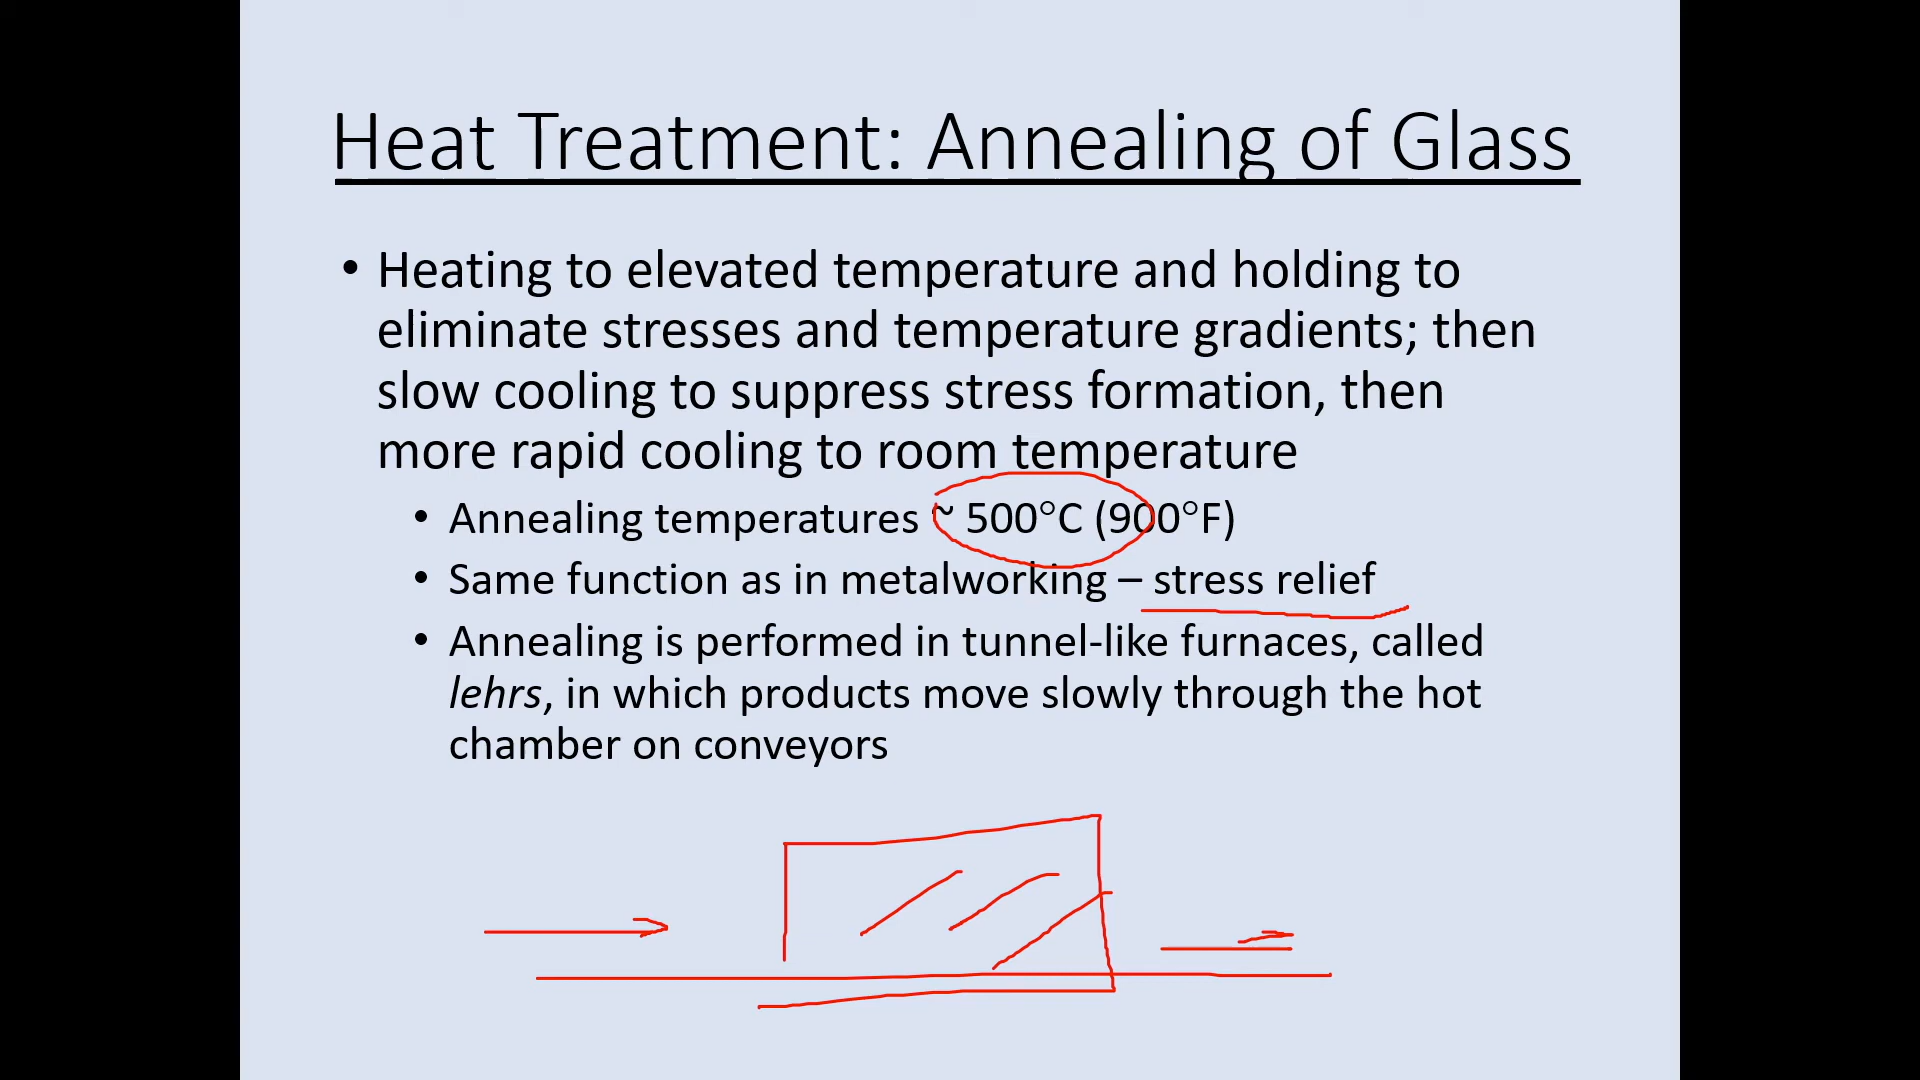 Heat Treatment: Annealing of Glass
• Heating to elevated temperature and holding to
eliminate stresses and temperature gradients; then
slow cooling to suppress stress formation, then
more rapid cooling to room temperature
• Annealing temperatures ~ 500°C (900°F)
• Same function as in metalworking – stress relief
• Annealing is performed in tunnel-like furnaces, called
lehrs, in which products move slowly through the hot
chamber on conveyors